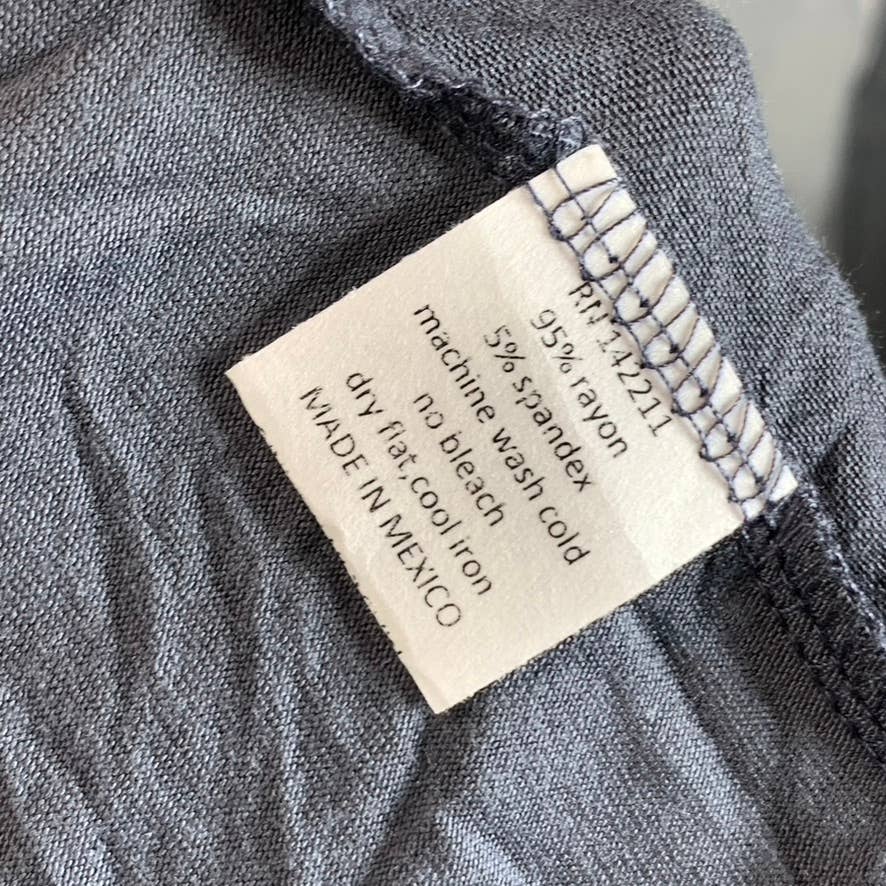 RN 142211
95% rayon
5% spandex
machine wash cold
no bleach
dry flat,cool iron
MADE IN MEXICO